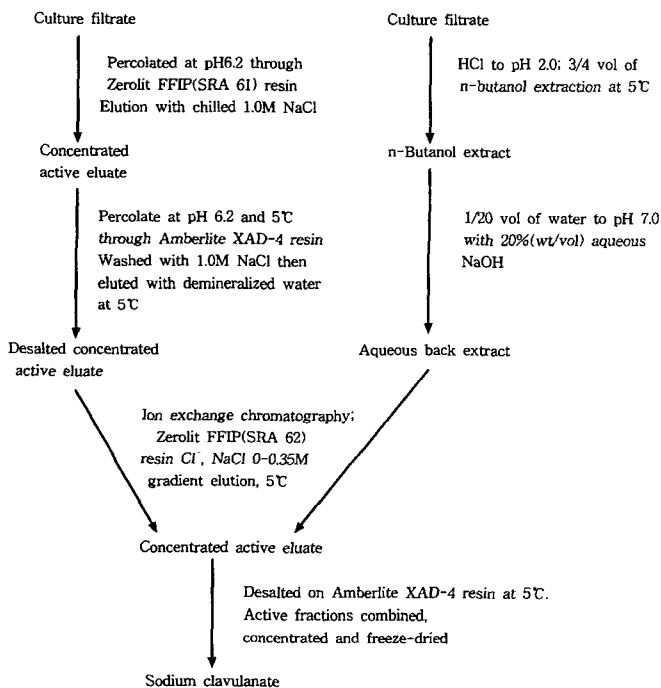 Culture filtrate
Percolated at pH6.2 through
Zerolit FFIP(SRA 61) resin
Elution with chilled 1.0M NaCl
Concentrated
active eluate
Percolate at pH 6.2 and 5℃
through Amberlite XAD-4 resin
Washed with 1.0M NaCl then
eluted with demineralized water
at 5℃
Desalted concentrated
active eluate
Culture filtrate
HCl to pH 2.0; 3/4 vol of
n-butanol extraction at 5℃
n-Butanol extract
1/20 vol of water to pH 7.0
with 20%(wt/vol) aqueous
NaOH
Aqueous back extract
Ion exchange chromatography;
Zerolit FFIP(SRA 62)
resin Cl⁻, NaCl 0-0.35M
gradient elution, 5℃
Concentrated active eluate
Desalted on Amberlite XAD-4 resin at 5℃.
Active fractions combined,
concentrated and freeze-dried
Sodium clavulanate